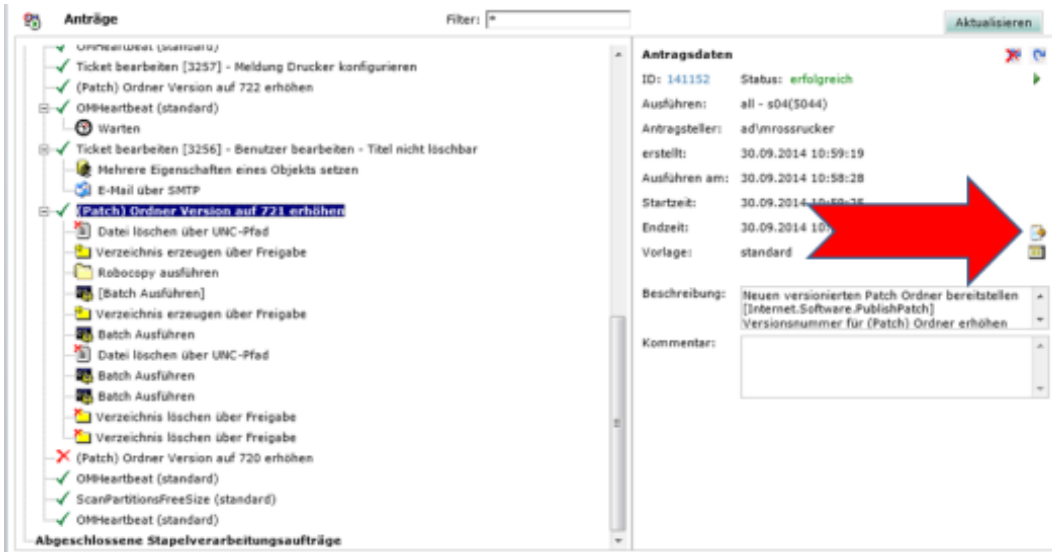 Anträge
Filter: *
Aktualisieren
OMHeartbeat (standard)
Ticket bearbeiten [3257] - Meldung Drucker konfigurieren
(Patch) Ordner Version auf 722 erhöhen
OMHeartbeat (standard)
Warten
Ticket bearbeiten [3256] - Benutzer bearbeiten - Titel nicht löschbar
Mehrere Eigenschaften eines Objekts setzen
E-Mail über SMTP
(Patch) Ordner Version auf 721 erhöhen
Datei löschen über UNC-Pfad
Verzeichnis erzeugen über Freigabe
Robocopy ausführen
[Batch Ausführen]
Verzeichnis erzeugen über Freigabe
Batch Ausführen
Datei löschen über UNC-Pfad
Batch Ausführen
Batch Ausführen
Verzeichnis löschen über Freigabe
Verzeichnis löschen über Freigabe
(Patch) Ordner Version auf 720 erhöhen
OMHeartbeat (standard)
ScanPartitionsFreeSize (standard)
OMHeartbeat (standard)
Abgeschlossene Stapelverarbeitungsaufträge
Antragsdaten
ID: 141152 Status: erfolgreich
Ausführen: all - s04(5044)
Antragsteller: ad\mrossrucker
erstellt: 30.09.2014 10:59:19
Ausführen am: 30.09.2014 10:58:28
Startzeit: 30.09.2014
Endzeit: 30.09.2014 10:
Vorlage: standard
Beschreibung: Neuen versionierten Patch Ordner bereitstellen
[Internet.Software.PublishPatch]
Versionsnummer für (Patch) Ordner erhöhen
Kommentar: